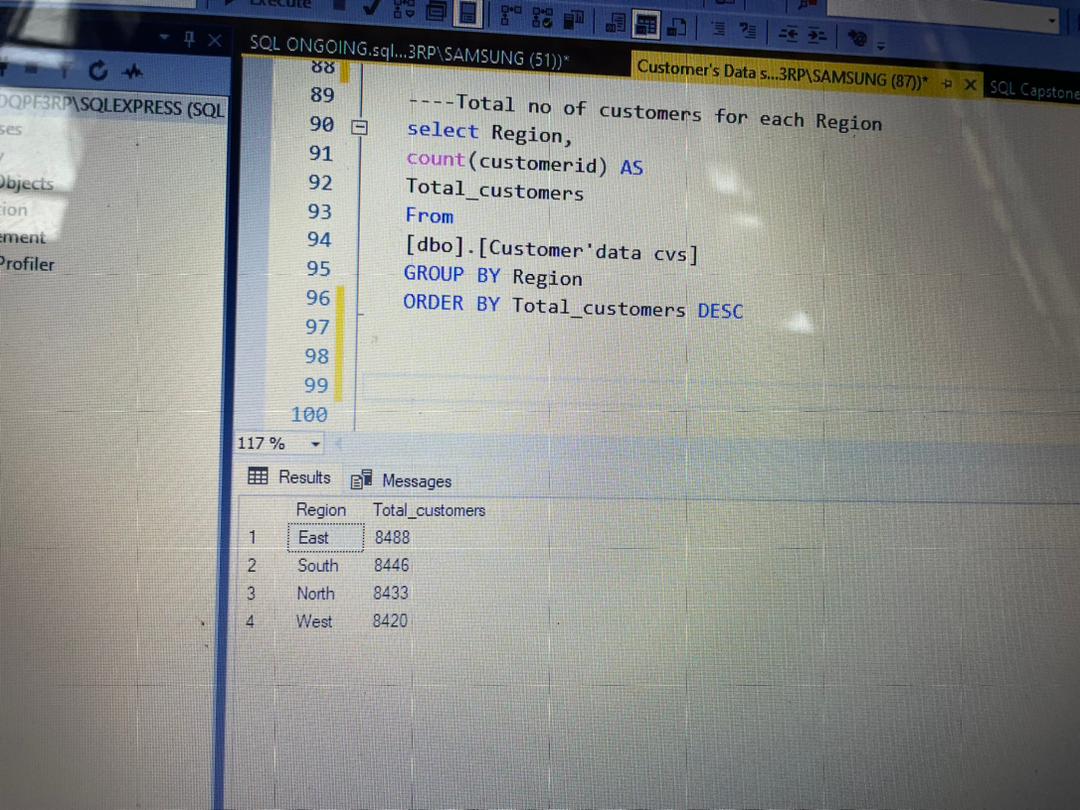 Execute
SQL ONGOING.sql...3RP\SAMSUNG (51))*
Customer's Data s...3RP\SAMSUNG (87))*
SQL Capstone
DQPF3RP\SQLEXPRESS (SQL
ses
Objects
ion
ement
Profiler
88
89 ----Total no of customers for each Region
90 select Region,
91 count(customerid) AS
92 Total_customers
93 From
94 [dbo].[Customer'data cvs]
95 GROUP BY Region
96 ORDER BY Total_customers DESC
97
98
99
100
117 %
Results Messages
Region Total_customers
1 East 8488
2 South 8446
3 North 8433
4 West 8420